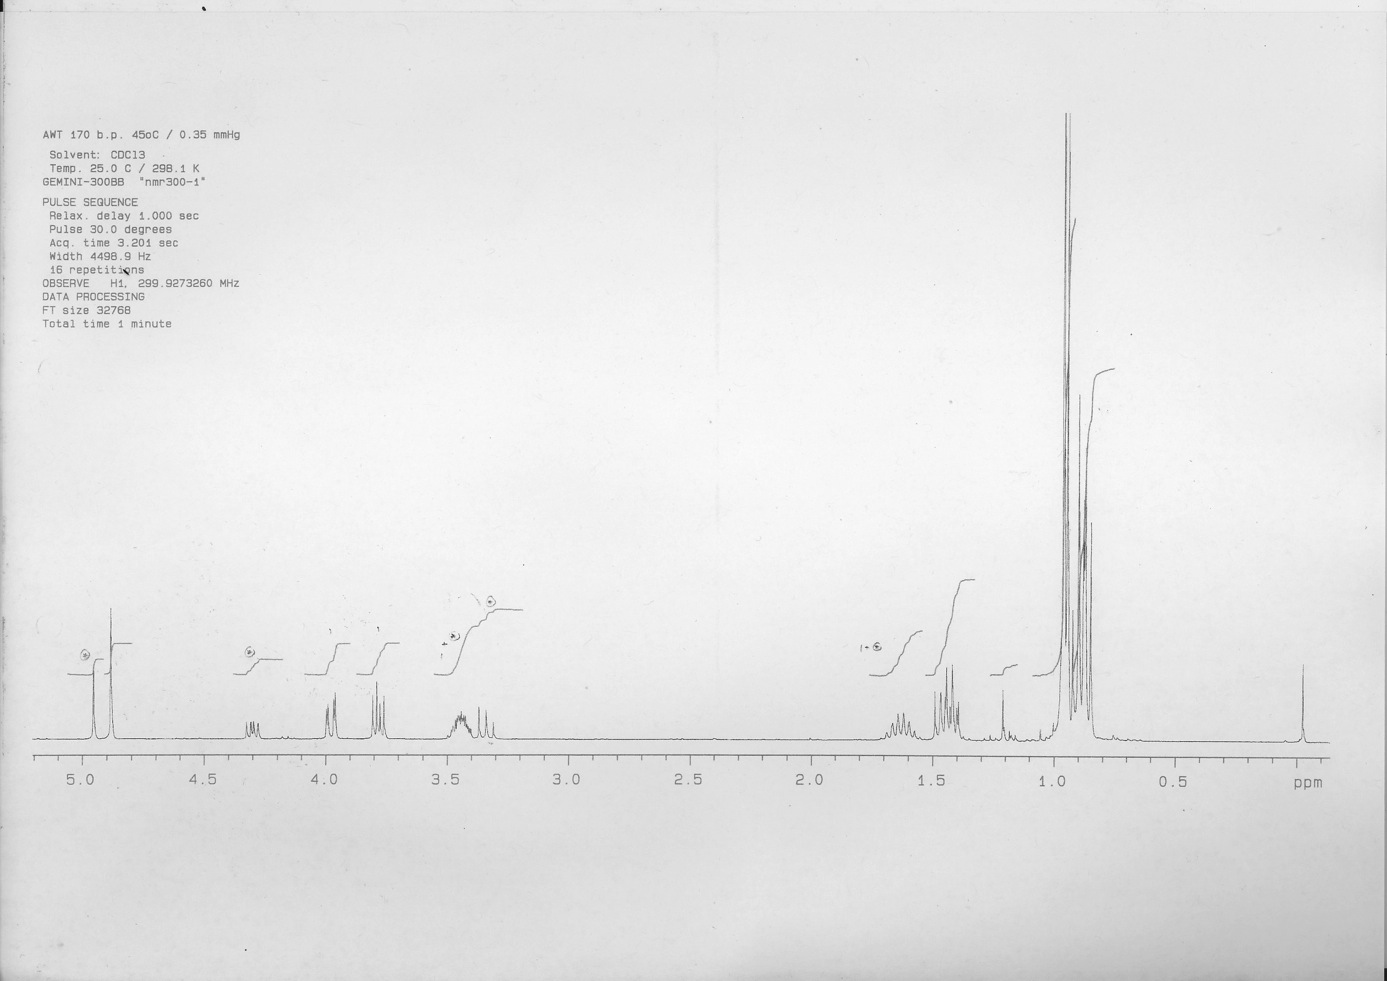 AWT 170 b.p. 45oC / 0.35 mmHg
Solvent: CDCl3
Temp. 25.0 C / 298.1 K
GEMINI-300BB "nmr300-1"
PULSE SEQUENCE
Relax. delay 1.000 sec
Pulse 30.0 degrees
Acq. time 3.201 sec
Width 4498.9 Hz
16 repetitions
OBSERVE H1, 299.9273260 MHz
DATA PROCESSING
FT size 32768
Total time 1 minute
5.0 4.5 4.0 3.5 3.0 2.5 2.0 1.5 1.0 0.5 ppm